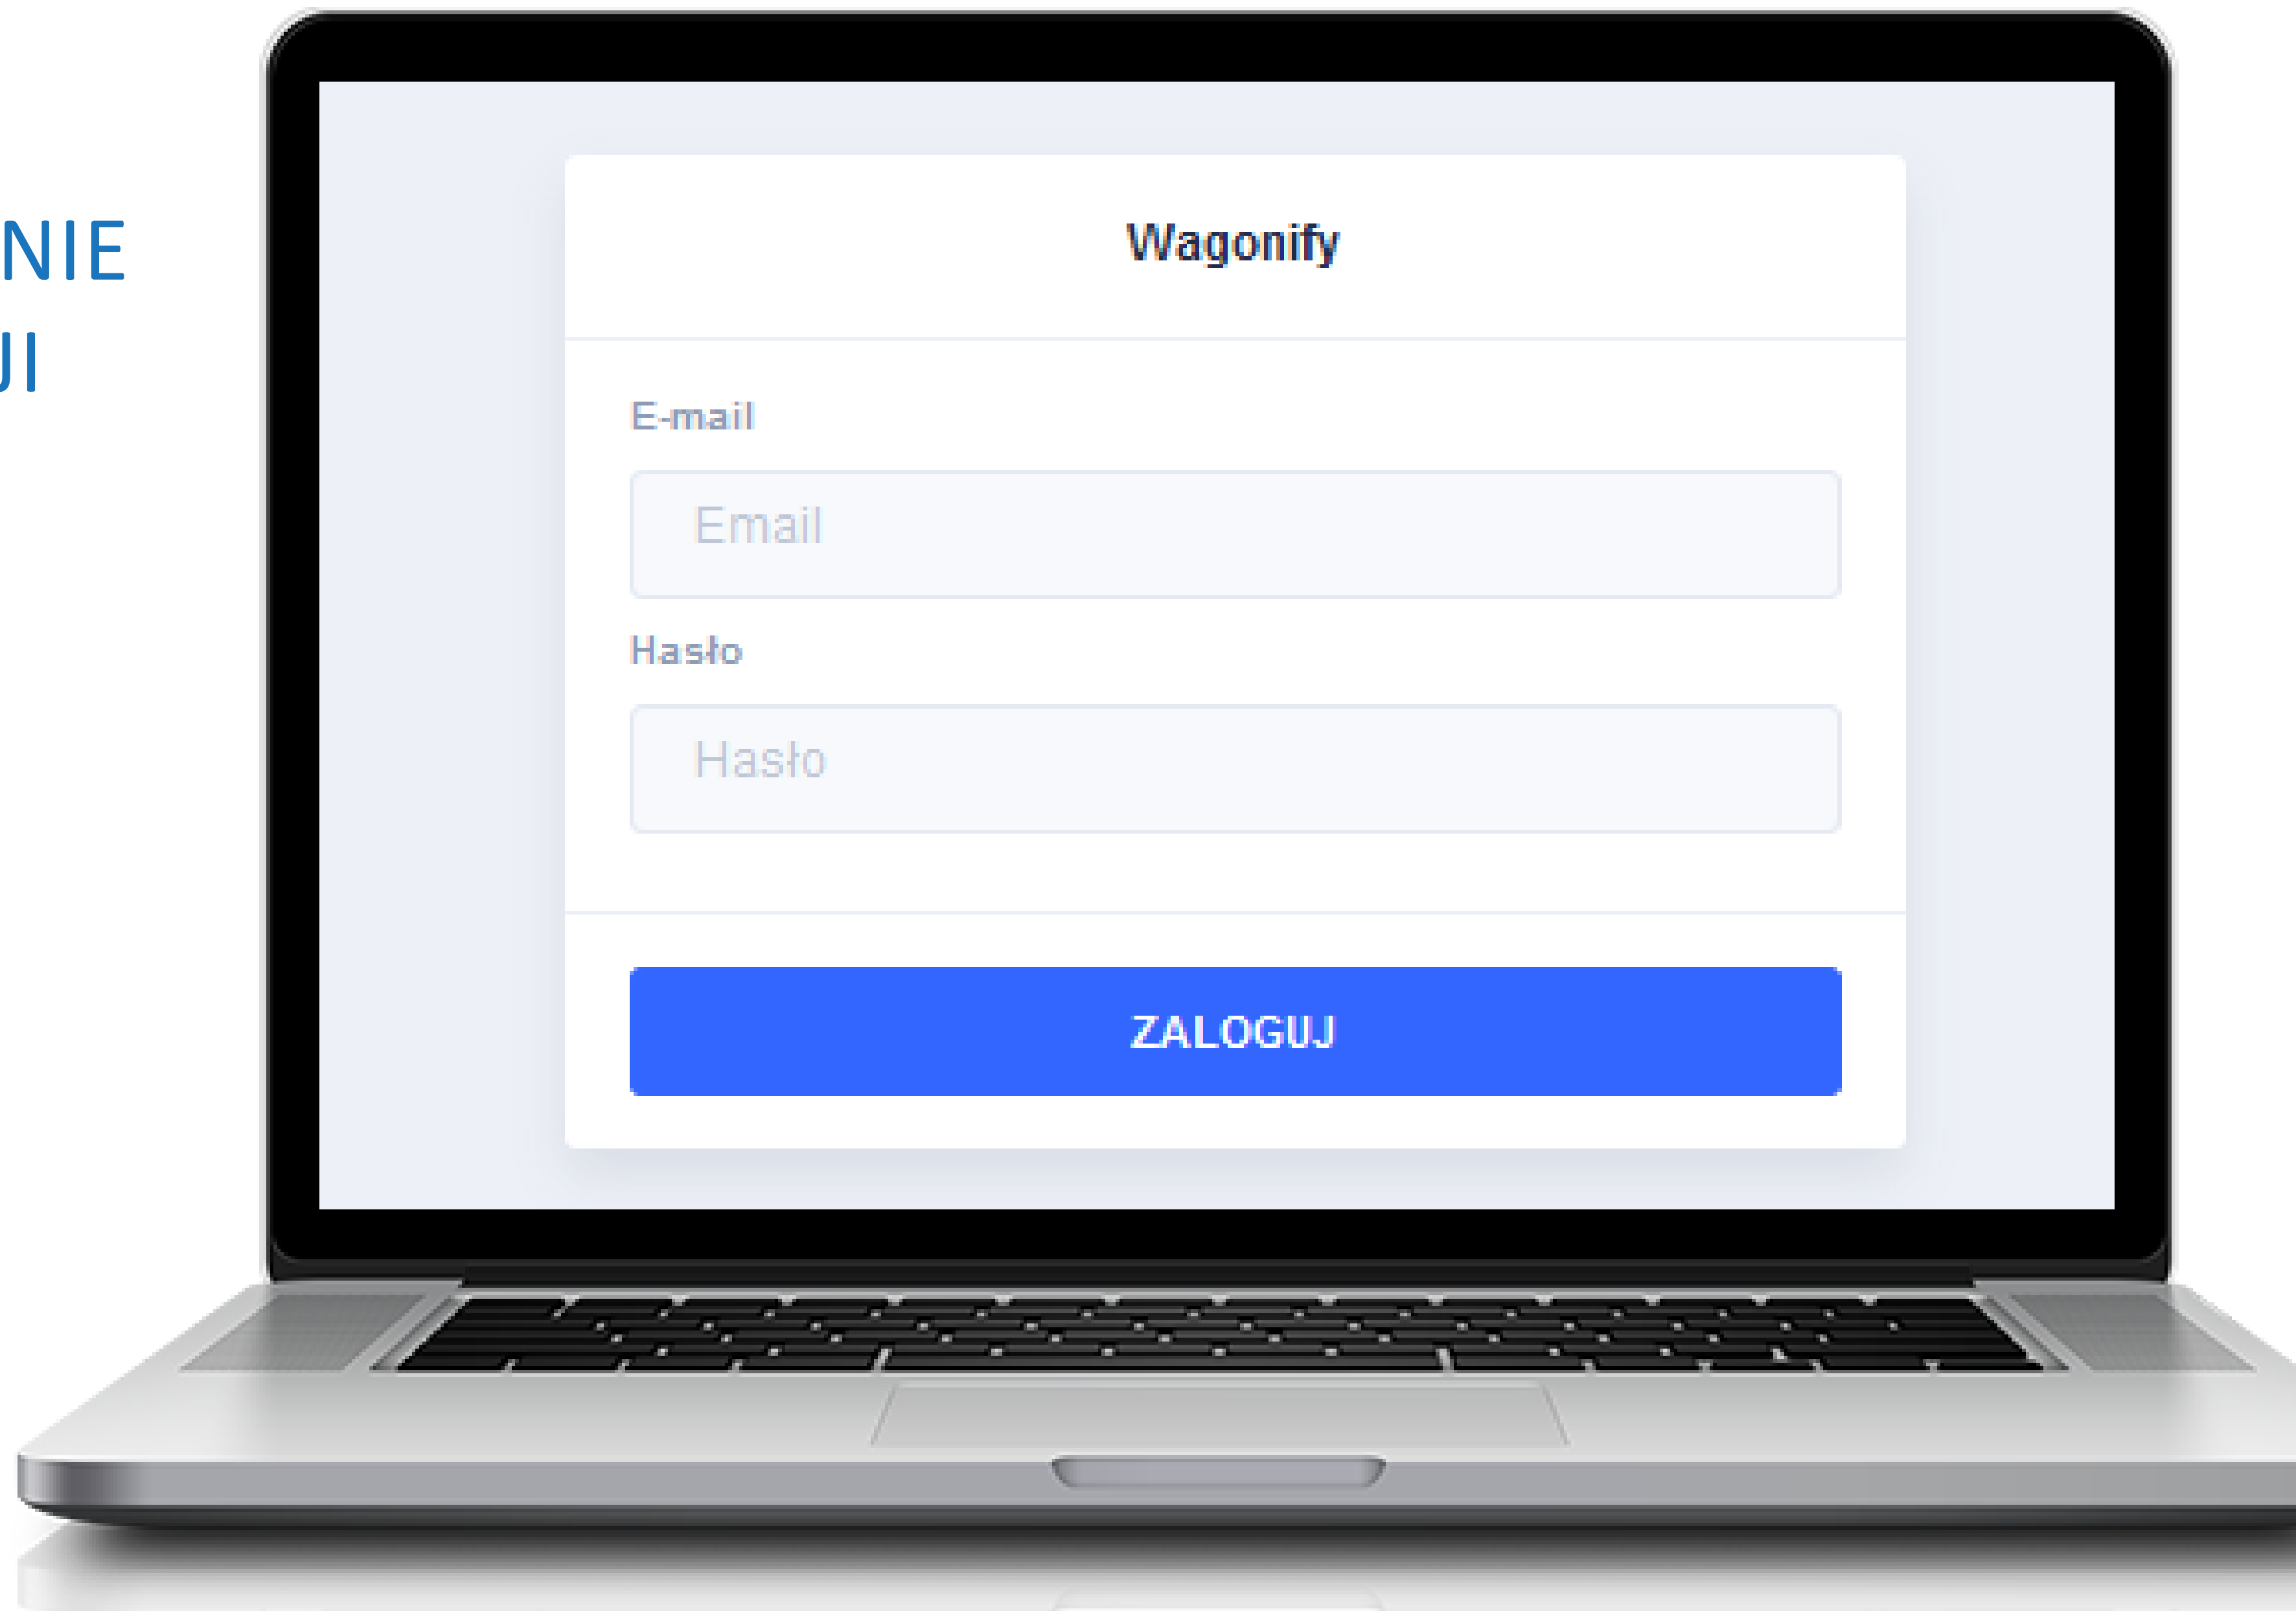 NIE
JI
Wagonify
E-mail
Email
Hasło
Hasło
ZALOGUJ